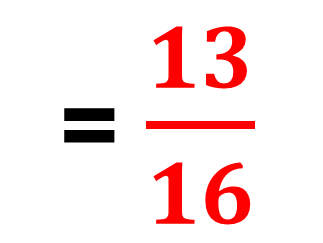 = 13/16